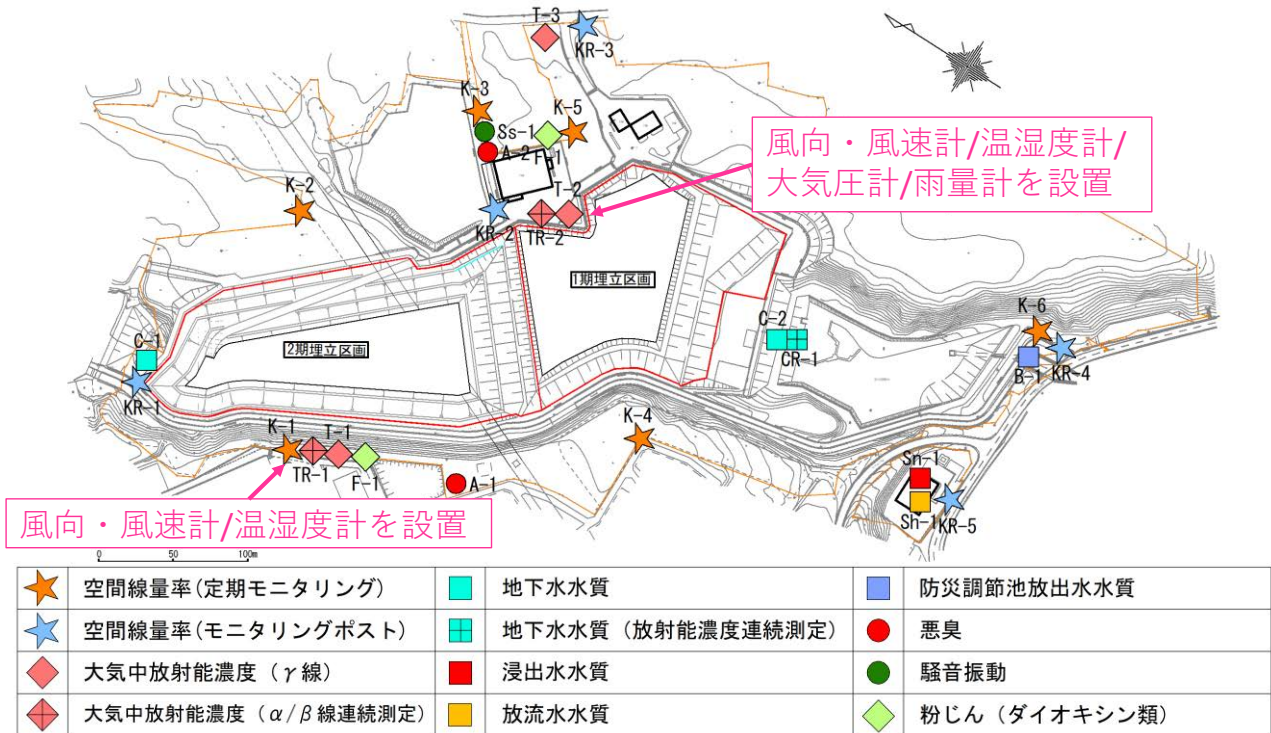 T-3
KR-3
K-3
K-5
Ss-1
A-2
F-1
風向・風速計/温湿度計/
大気圧計/雨量計を設置
K-2
T-2
KR-2
TR-2
1期埋立区画
K-6
C-2
C-1
2期埋立区画
CR-1
B-1
KR-4
KR-1
K-4
K-1
T-1
TR-1
F-1
A-1
Sn-1
Sh-1
KR-5
風向・風速計/温湿度計を設置
0 50 100m
空間線量率(定期モニタリング) 地下水水質 防災調節池放出水水質
空間線量率(モニタリングポスト) 地下水水質(放射能濃度連続測定) 悪臭
大気中放射能濃度(γ線) 浸出水水質 騒音振動
大気中放射能濃度(α/β線連続測定) 放流水水質 粉じん(ダイオキシン類)